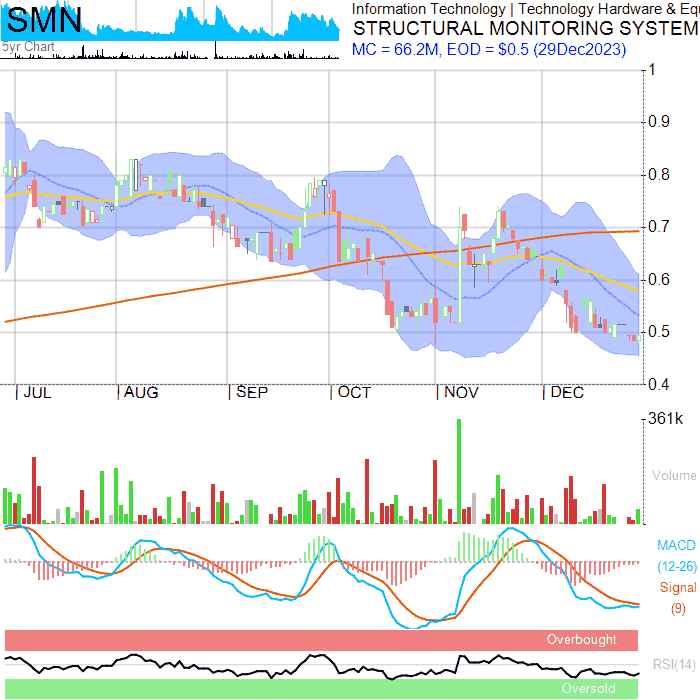 SMN
5yr Chart
Information Technology | Technology Hardware & Equ
STRUCTURAL MONITORING SYSTEM
MC = 66.2M, EOD = $0.5 (29Dec2023)
1
0.9
0.8
0.7
0.6
0.5
0.4
| JUL | AUG | SEP | OCT | NOV | DEC
361k
Volume
MACD
(12-26)
Signal
(9)
Overbought
RSI(14)
Oversold